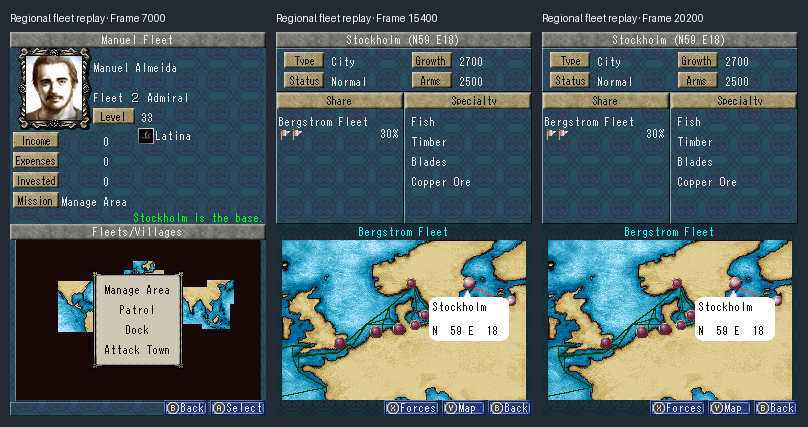 Regional fleet replay · Frame 7000
Manuel Fleet
Manuel Almeida
Fleet 2 Admiral
Level 33
Latina
Income 0
Expenses 0
Invested 0
Mission Manage Area
Stockholm is the base.
Fleets/Villages
Manage Area
Patrol
Dock
Attack Town
B Back A Select
Regional fleet replay · Frame 15400
Stockholm (N59 E18)
Type City Growth 2700
Status Normal Arms 2500
Share Specialty
Bergstrom Fleet
30%
Fish
Timber
Blades
Copper Ore
Bergstrom Fleet
Stockholm
N 59 E 18
X Forces Y Map B Back
Regional fleet replay · Frame 20200
Stockholm (N59 E18)
Type City Growth 2700
Status Normal Arms 2500
Share Specialty
Bergstrom Fleet
30%
Fish
Timber
Blades
Copper Ore
Bergstrom Fleet
Stockholm
N 59 E 18
X Forces Y Map B Back